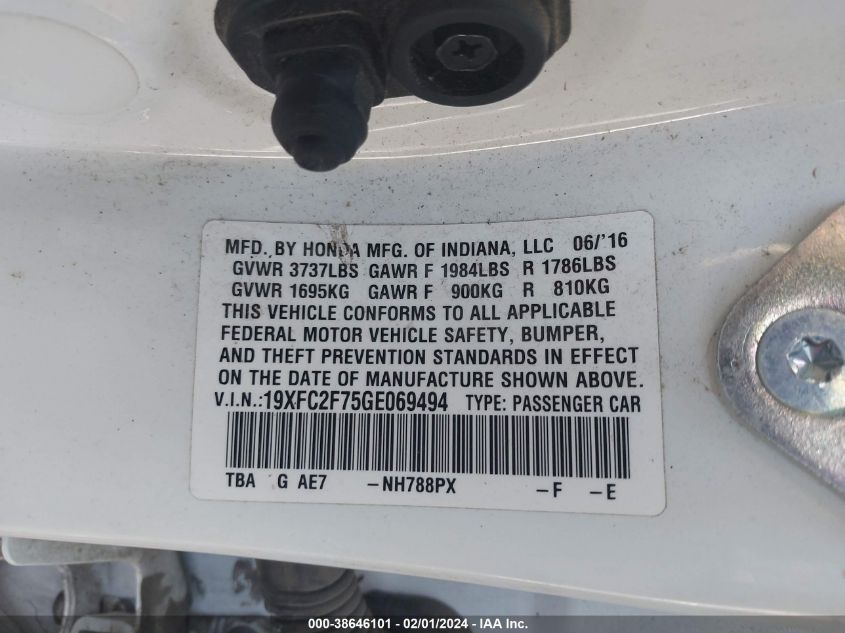 MFD. BY HONDA MFG. OF INDIANA, LLC 06/'16
GVWR 3737LBS GAWR F 1984LBS R 1786LBS
GVWR 1695KG GAWR F 900KG R 810KG
THIS VEHICLE CONFORMS TO ALL APPLICABLE
FEDERAL MOTOR VEHICLE SAFETY, BUMPER,
AND THEFT PREVENTION STANDARDS IN EFFECT
ON THE DATE OF MANUFACTURE SHOWN ABOVE.
V.I.N.:19XFC2F75GE069494 TYPE: PASSENGER CAR
TBA G AE7 -NH788PX -F -E
000-38646101 - 02/01/2024 - IAA Inc.